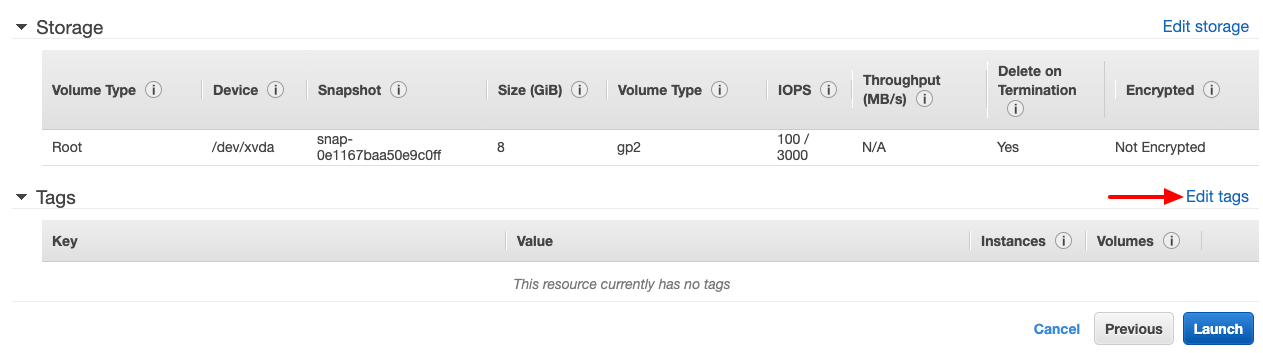 Storage
Edit storage
Volume Type Device Snapshot Size (GiB) Volume Type IOPS Throughput (MB/s) Delete on Termination Encrypted
Root /dev/xvda snap-0e1167baa50e9c0ff 8 gp2 100 / 3000 N/A Yes Not Encrypted
Tags
Edit tags
Key Value Instances Volumes
This resource currently has no tags
Cancel Previous Launch